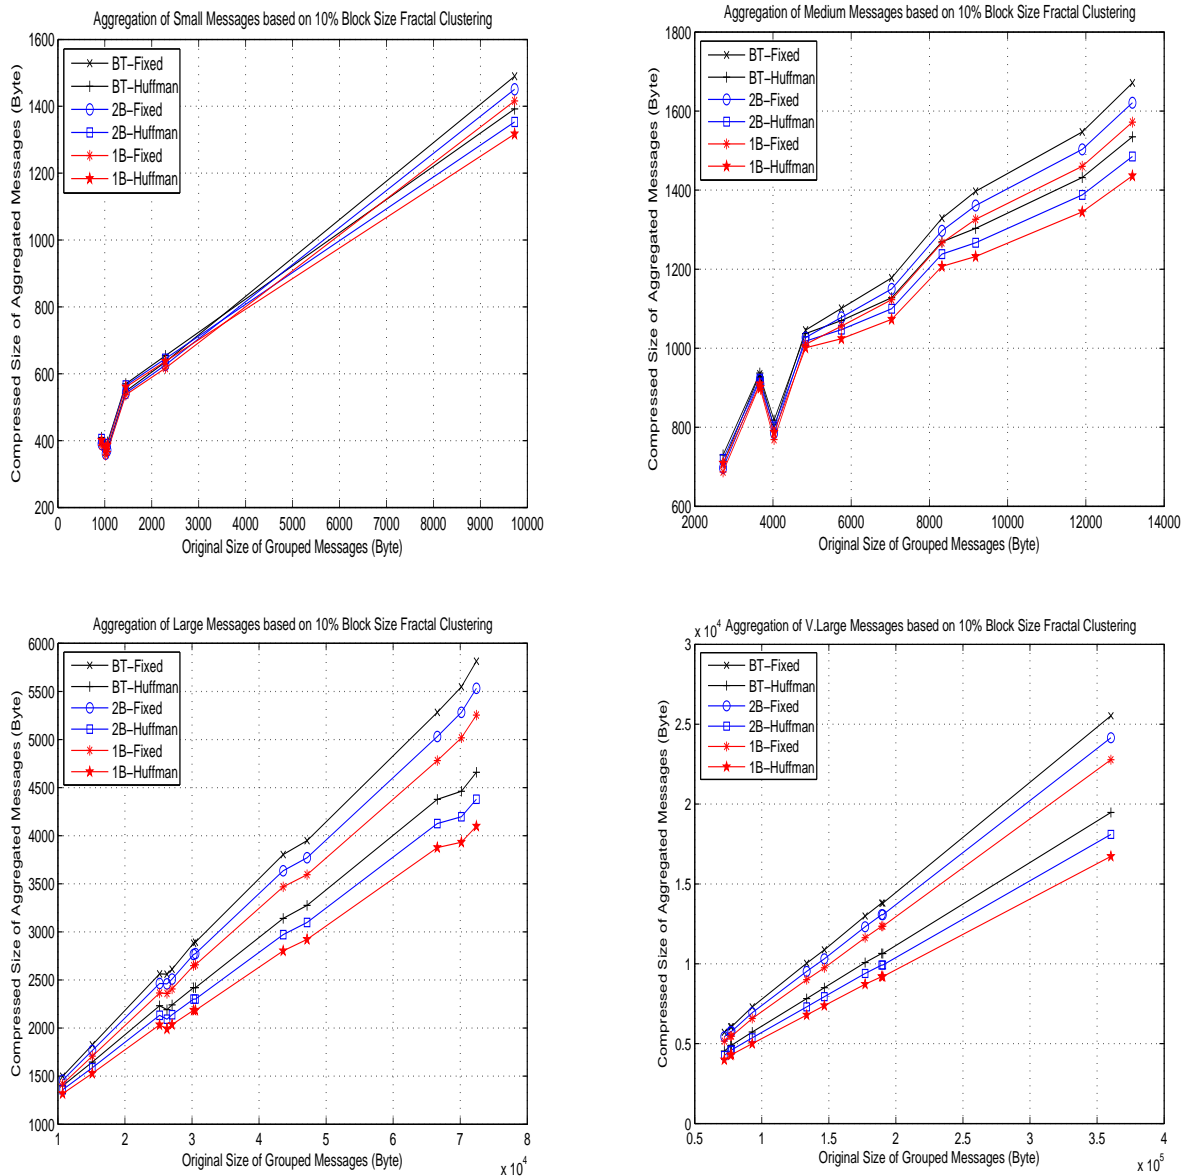 Aggregation of Small Messages based on 10% Block Size Fractal Clustering
1600
1400
1200
1000
800
600
400
200
0
1000
2000
3000
4000
5000
6000
7000
8000
9000
10000
Compressed Size of Aggregated Messages (Byte)
Original Size of Grouped Messages (Byte)
BT-Fixed
BT-Huffman
2B-Fixed
2B-Huffman
1B-Fixed
1B-Huffman
Aggregation of Medium Messages based on 10% Block Size Fractal Clustering
1800
1600
1400
1200
1000
800
600
2000
4000
6000
8000
10000
12000
14000
Compressed Size of Aggregated Messages (Byte)
Original Size of Grouped Messages (Byte)
BT-Fixed
BT-Huffman
2B-Fixed
2B-Huffman
1B-Fixed
1B-Huffman
Aggregation of Large Messages based on 10% Block Size Fractal Clustering
6000
5500
5000
4500
4000
3500
3000
2500
2000
1500
1000
1
2
3
4
5
6
7
8
x 10^4
Compressed Size of Aggregated Messages (Byte)
Original Size of Grouped Messages (Byte)
BT-Fixed
BT-Huffman
2B-Fixed
2B-Huffman
1B-Fixed
1B-Huffman
x 10^4
Aggregation of V.Large Messages based on 10% Block Size Fractal Clustering
3
2.5
2
1.5
1
0.5
0
0.5
1
1.5
2
2.5
3
3.5
4
x 10^5
Compressed Size of Aggregated Messages (Byte)
Original Size of Grouped Messages (Byte)
BT-Fixed
BT-Huffman
2B-Fixed
2B-Huffman
1B-Fixed
1B-Huffman